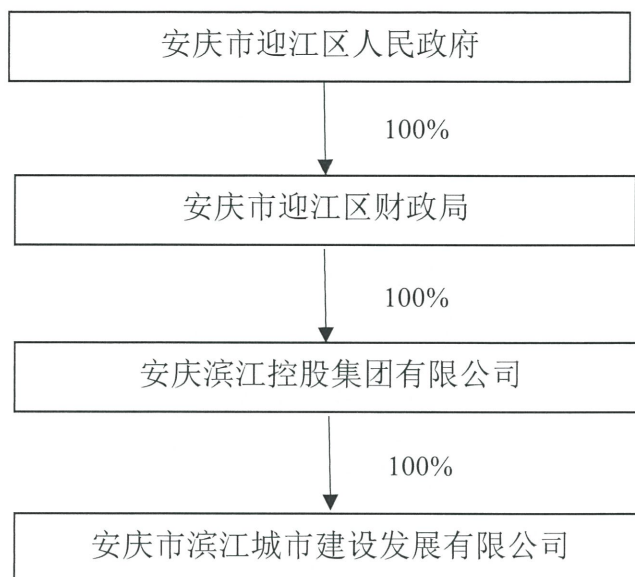 安庆市迎江区人民政府
100%
安庆市迎江区财政局
100%
安庆滨江控股集团有限公司
100%
安庆市滨江城市建设发展有限公司